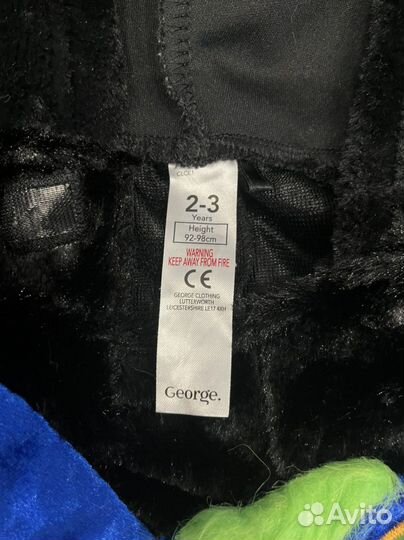 2-3
Years
Height
92-98cm
WARNING
KEEP AWAY FROM FIRE
CE
GEORGE CLOTHING
LUTTERWORTH
LEICESTERSHIRE LE17 4XH
George.
Avito